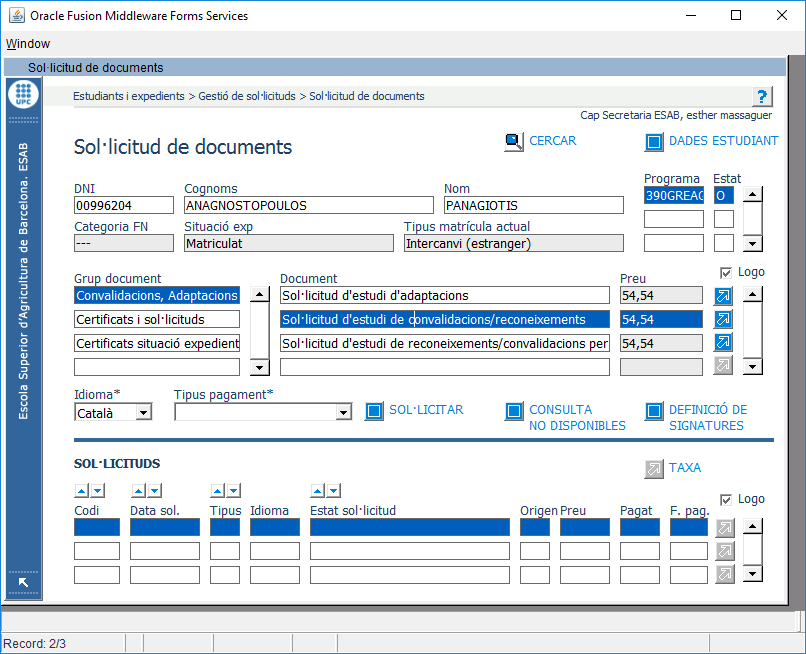 Oracle Fusion Middleware Forms Services
Window
Sol·licitud de documents
UPC
Escola Superior d'Agricultura de Barcelona. ESAB
Estudiants i expedients > Gestió de sol·licituds > Sol·licitud de documents
?
Cap Secretaria ESAB, esther massaguer
Sol·licitud de documents
CERCAR
DADES ESTUDIANT
DNI
Cognoms
Nom
Programa
Estat
00996204
ANAGNOSTOPOULOS
PANAGIOTIS
390GREAG
O
Categoria FN
Situació exp
Tipus matrícula actual
---
Matriculat
Intercanvi (estranger)
Grup document
Document
Preu
Logo
Convalidacions, Adaptacions
Sol·licitud d'estudi d'adaptacions
54,54
Certificats i sol·licituds
Sol·licitud d'estudi de convalidacions/reconeixements
54,54
Certificats situació expedient
Sol·licitud d'estudi de reconeixements/convalidacions per
54,54
Idioma*
Tipus pagament*
Català
SOL·LICITAR
CONSULTA
NO DISPONIBLES
DEFINICIÓ DE
SIGNATURES
SOL·LICITUDS
TAXA
Logo
Codi
Data sol.
Tipus
Idioma
Estat sol·licitud
Origen
Preu
Pagat
F. pag.
Record: 2/3